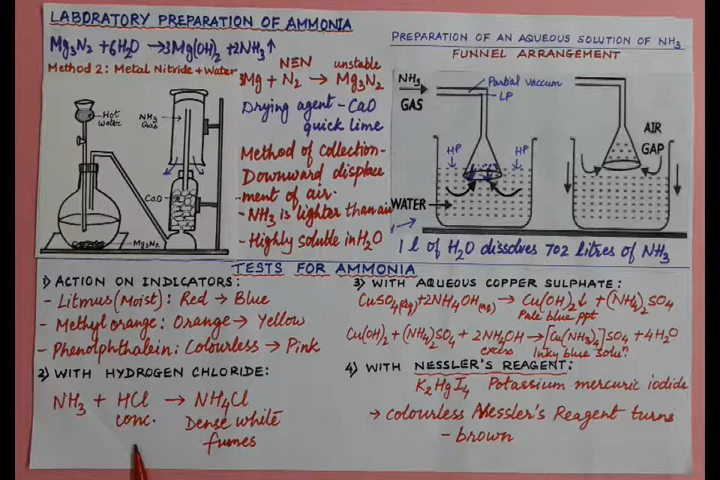 LABORATORY PREPARATION OF AMMONIA
Mg3N2 + 6H2O → 3Mg(OH)2 + 2NH3↑
Method 2: Metal Nitride + Water
N≡N unstable
3Mg + N2 → Mg3N2
Drying agent - CaO
quick lime
Method of collection-
Downward displace
ment of air.
- NH3 is lighter than air
- Highly soluble in H2O
Hot
water
NH3
Gas
CaO
Mg3N2
PREPARATION OF AN AQUEOUS SOLUTION OF NH3
FUNNEL ARRANGEMENT
NH3
GAS
Partial vaccum
LP
HP
HP
WATER
AIR
GAP
1 l of H2O dissolves 702 litres of NH3
TESTS FOR AMMONIA
1) ACTION ON INDICATORS:
- Litmus (Moist): Red → Blue
- Methyl orange: Orange → Yellow
- Phenolphthalein: Colourless → Pink
2) WITH HYDROGEN CHLORIDE:
NH3 + HCl → NH4Cl
conc. Dense white
fumes
3) WITH AQUEOUS COPPER SULPHATE:
CuSO4(aq) + 2NH4OH(aq) → Cu(OH)2↓ + (NH4)2SO4
Pale blue ppt
Cu(OH)2 + (NH4)2SO4 + 2NH4OH → [Cu(NH3)4]SO4 + 4H2O
excess Inky blue soluⁿ
4) WITH NESSLER'S REAGENT:
K2HgI4 Potassium mercuric iodide
→ colourless Nessler's Reagent turns
- brown